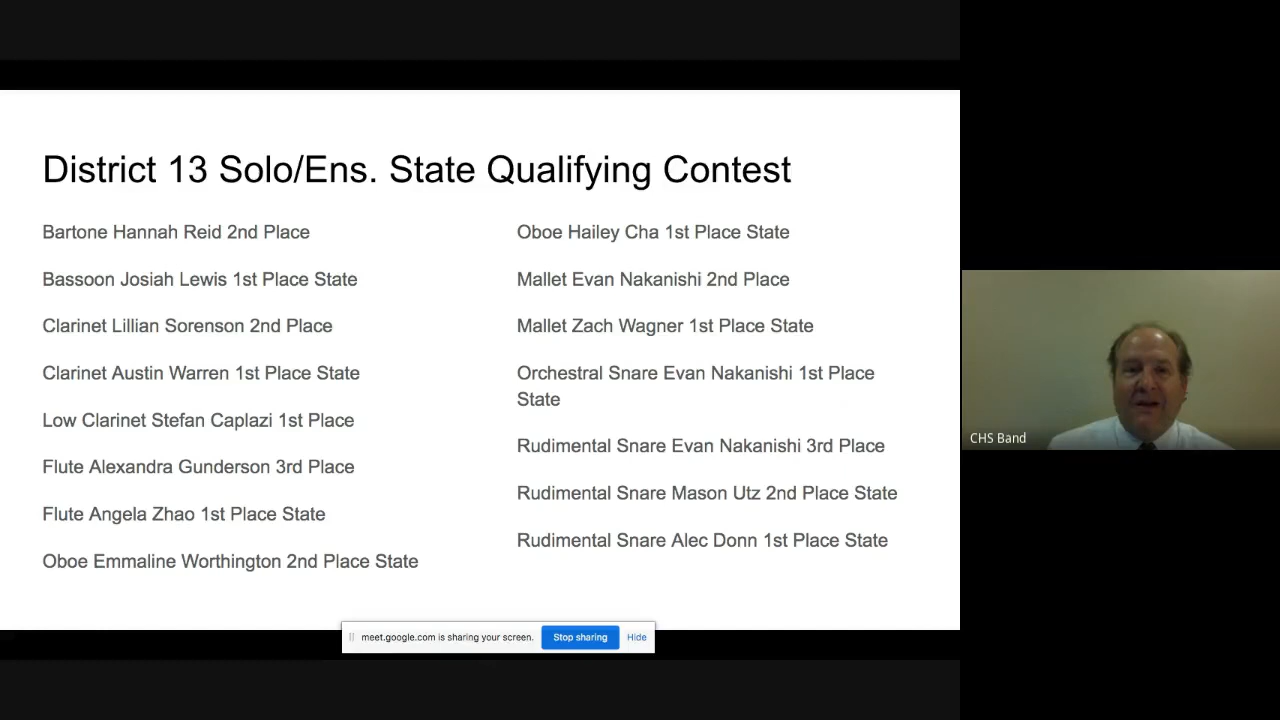 District 13 Solo/Ens. State Qualifying Contest
Bartone Hannah Reid 2nd Place
Bassoon Josiah Lewis 1st Place State
Clarinet Lillian Sorenson 2nd Place
Clarinet Austin Warren 1st Place State
Low Clarinet Stefan Caplazi 1st Place
Flute Alexandra Gunderson 3rd Place
Flute Angela Zhao 1st Place State
Oboe Emmaline Worthington 2nd Place State
Oboe Hailey Cha 1st Place State
Mallet Evan Nakanishi 2nd Place
Mallet Zach Wagner 1st Place State
Orchestral Snare Evan Nakanishi 1st Place
State
Rudimental Snare Evan Nakanishi 3rd Place
Rudimental Snare Mason Utz 2nd Place State
Rudimental Snare Alec Donn 1st Place State
CHS Band
meet.google.com is sharing your screen. Stop sharing Hide